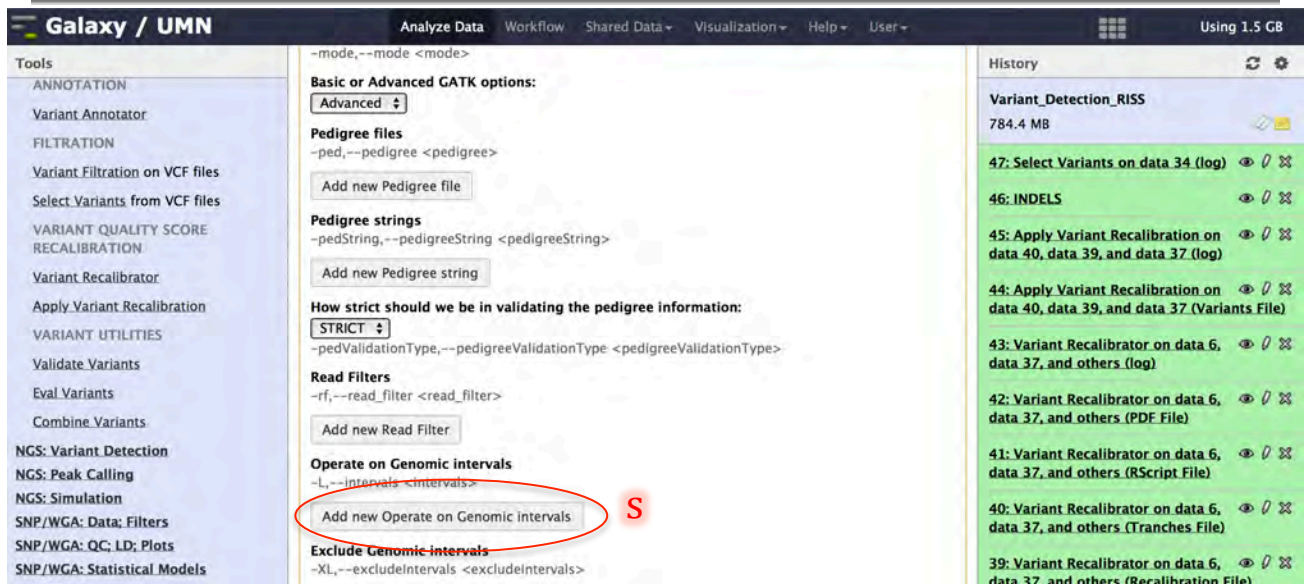 Galaxy / UMN
Analyze Data Workflow Shared Data Visualization Help User
Using 1.5 GB
Tools
ANNOTATION
Variant Annotator
FILTRATION
Variant Filtration on VCF files
Select Variants from VCF files
VARIANT QUALITY SCORE
RECALIBRATION
Variant Recalibrator
Apply Variant Recalibration
VARIANT UTILITIES
Validate Variants
Eval Variants
Combine Variants
NGS: Variant Detection
NGS: Peak Calling
NGS: Simulation
SNP/WGA: Data; Filters
SNP/WGA: QC; LD; Plots
SNP/WGA: Statistical Models
-mode,--mode <mode>
Basic or Advanced GATK options:
Advanced
Pedigree files
-ped,--pedigree <pedigree>
Add new Pedigree file
Pedigree strings
-pedString,--pedigreeString <pedigreeString>
Add new Pedigree string
How strict should we be in validating the pedigree information:
STRICT
-pedValidationType,--pedigreeValidationType <pedigreeValidationType>
Read Filters
-rf,--read_filter <read_filter>
Add new Read Filter
Operate on Genomic intervals
-L,--intervals <intervals>
Add new Operate on Genomic intervals
S
Exclude Genomic intervals
-XL,--excludeIntervals <excludeIntervals>
History
Variant_Detection_RISS
784.4 MB
47: Select Variants on data 34 (log)
46: INDELS
45: Apply Variant Recalibration on
data 40, data 39, and data 37 (log)
44: Apply Variant Recalibration on
data 40, data 39, and data 37 (Variants File)
43: Variant Recalibrator on data 6,
data 37, and others (log)
42: Variant Recalibrator on data 6,
data 37, and others (PDF File)
41: Variant Recalibrator on data 6,
data 37, and others (RScript File)
40: Variant Recalibrator on data 6,
data 37, and others (Tranches File)
39: Variant Recalibrator on data 6,
data 37, and others (Recalibration File)